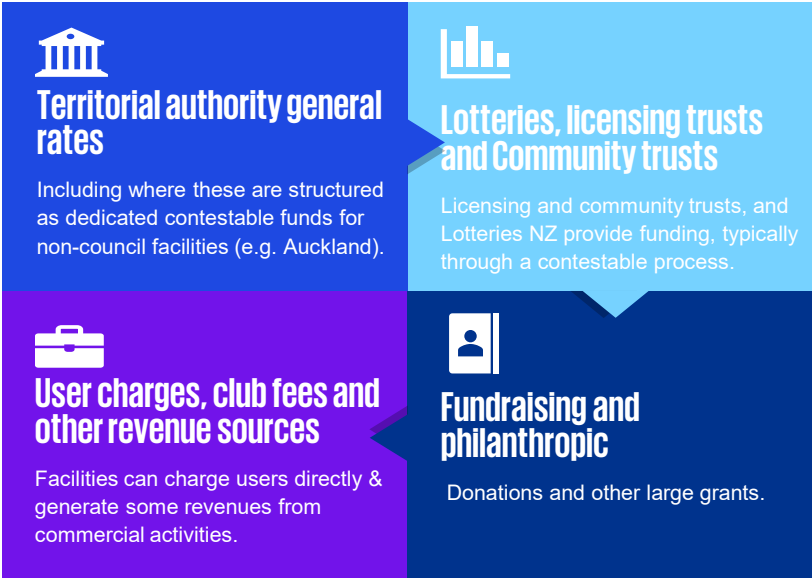 Territorial authority general
rates
Including where these are structured
as dedicated contestable funds for
non-council facilities (e.g. Auckland).
Lotteries, licensing trusts
and Community trusts
Licensing and community trusts, and
Lotteries NZ provide funding, typically
through a contestable process.
User charges, club fees and
other revenue sources
Facilities can charge users directly &
generate some revenues from
commercial activities.
Fundraising and
philanthropic
Donations and other large grants.